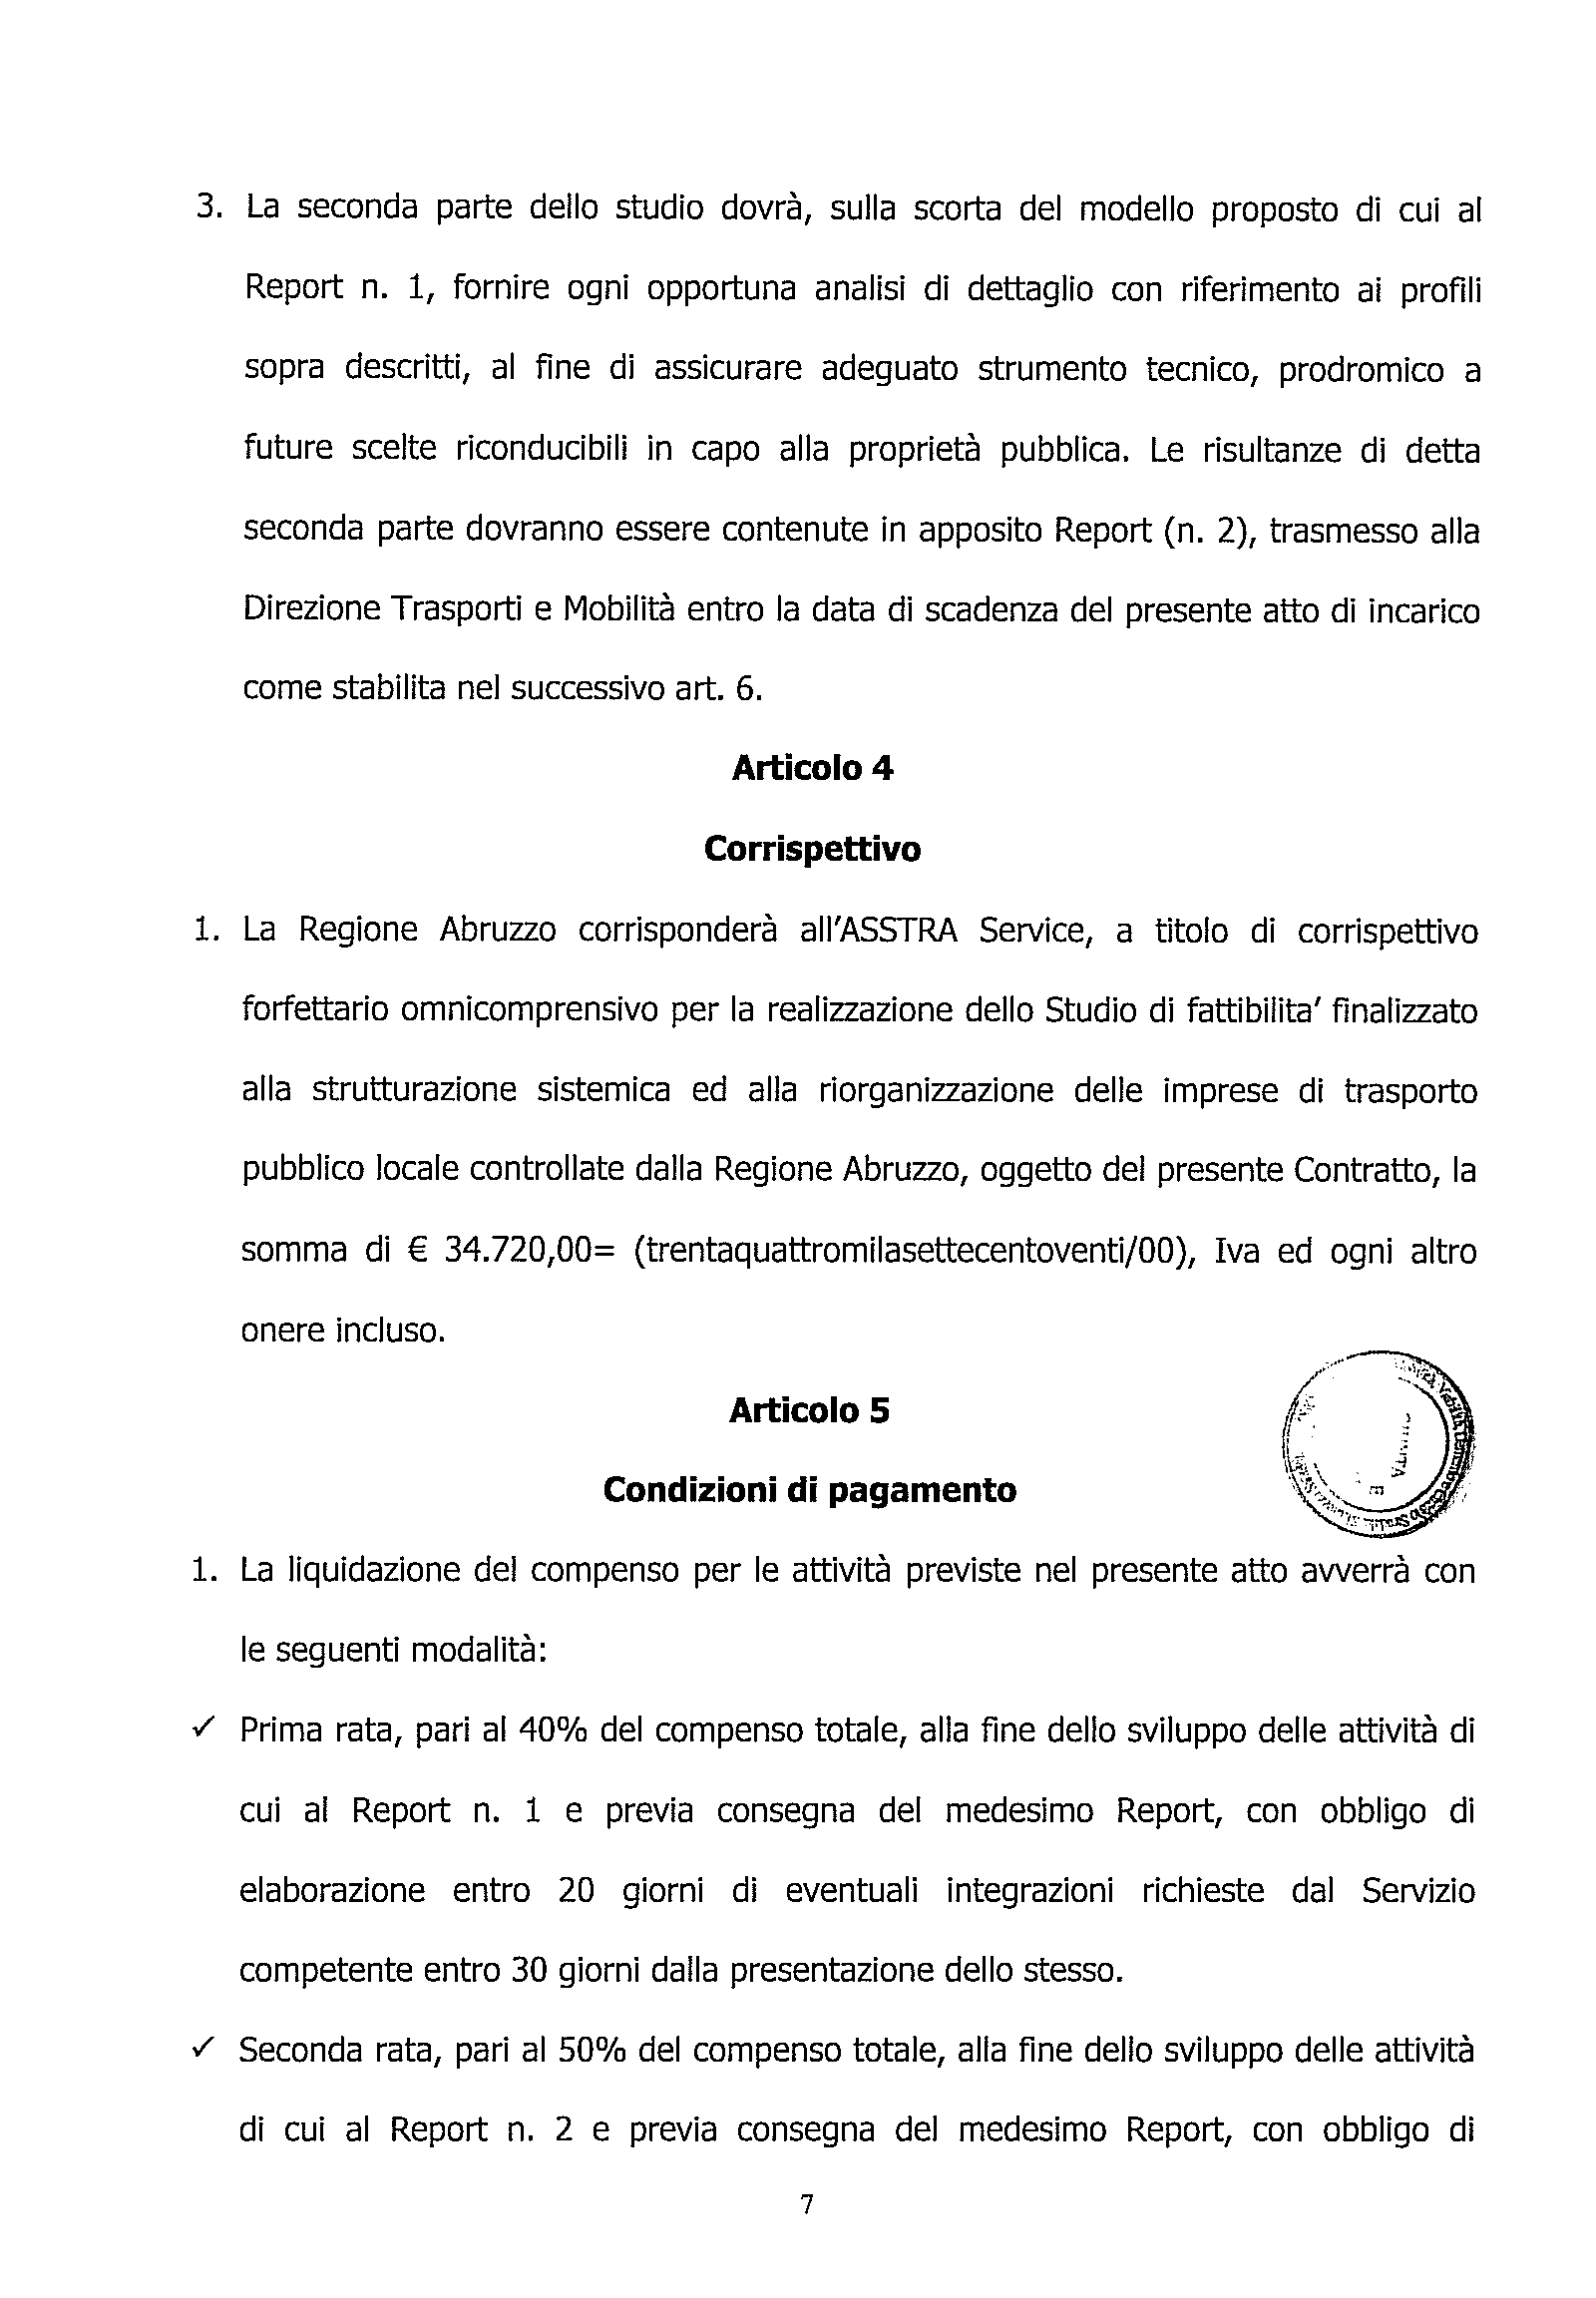 3. La seconda parte dello studio dovrà, sulla scorta del modello proposto di cui al
Report n. 1, fornire ogni opportuna analisi di dettaglio con riferimento ai profili
sopra descritti, al fine di assicurare adeguato strumento tecnico, prodromico a
future scelte riconducibili in capo alla proprietà pubblica. Le risultanze di detta
seconda parte dovranno essere contenute in apposito Report (n. 2), trasmesso alla
Direzione Trasporti e Mobilità entro la data di scadenza del presente atto di incarico
come stabilita nel successivo art. 6.
Articolo 4
Corrispettivo
1. La Regione Abruzzo corrisponderà all'ASSTRA Service, a titolo di corrispettivo
forfettario omnicomprensivo per la realizzazione dello Studio di fattibilita' finalizzato
alla strutturazione sistemica ed alla riorganizzazione delle imprese di trasporto
pubblico locale controllate dalla Regione Abruzzo, oggetto del presente Contratto, la
somma di € 34.720,00= (trentaquattromilasettecentoventi/00), Iva ed ogni altro
onere incluso.
Articolo 5
Condizioni di pagamento
1. La liquidazione del compenso per le attività previste nel presente atto avverrà con
le seguenti modalità:
✓ Prima rata, pari al 40% del compenso totale, alla fine dello sviluppo delle attività di
cui al Report n. 1 e previa consegna del medesimo Report, con obbligo di
elaborazione entro 20 giorni di eventuali integrazioni richieste dal Servizio
competente entro 30 giorni dalla presentazione dello stesso.
✓ Seconda rata, pari al 50% del compenso totale, alla fine dello sviluppo delle attività
di cui al Report n. 2 e previa consegna del medesimo Report, con obbligo di
7